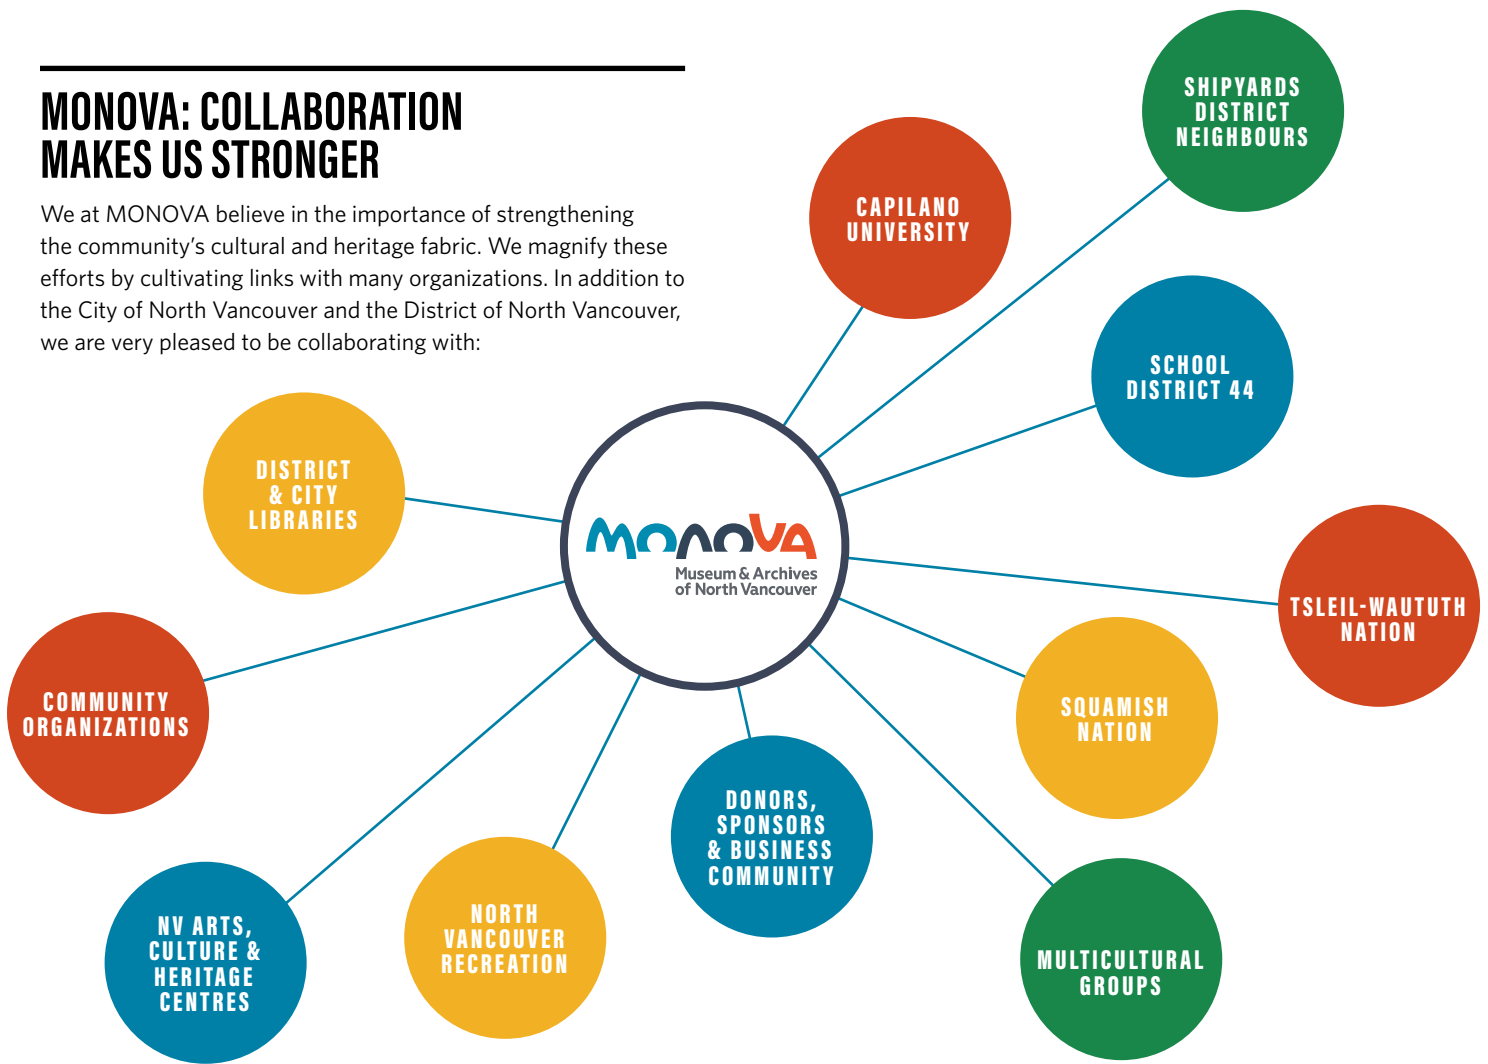 MONOVA: COLLABORATION
MAKES US STRONGER
We at MONOVA believe in the importance of strengthening
the community's cultural and heritage fabric. We magnify these
efforts by cultivating links with many organizations. In addition to
the City of North Vancouver and the District of North Vancouver,
we are very pleased to be collaborating with:
SHIPYARDS
DISTRICT
NEIGHBOURS
CAPILANO
UNIVERSITY
SCHOOL
DISTRICT 44
DISTRICT
& CITY
LIBRARIES
MONOVA
Museum & Archives
of North Vancouver
TSLEIL-WAUTUTH
NATION
COMMUNITY
ORGANIZATIONS
SQUAMISH
NATION
DONORS,
SPONSORS
& BUSINESS
COMMUNITY
NV ARTS,
CULTURE &
HERITAGE
CENTRES
NORTH
VANCOUVER
RECREATION
MULTICULTURAL
GROUPS